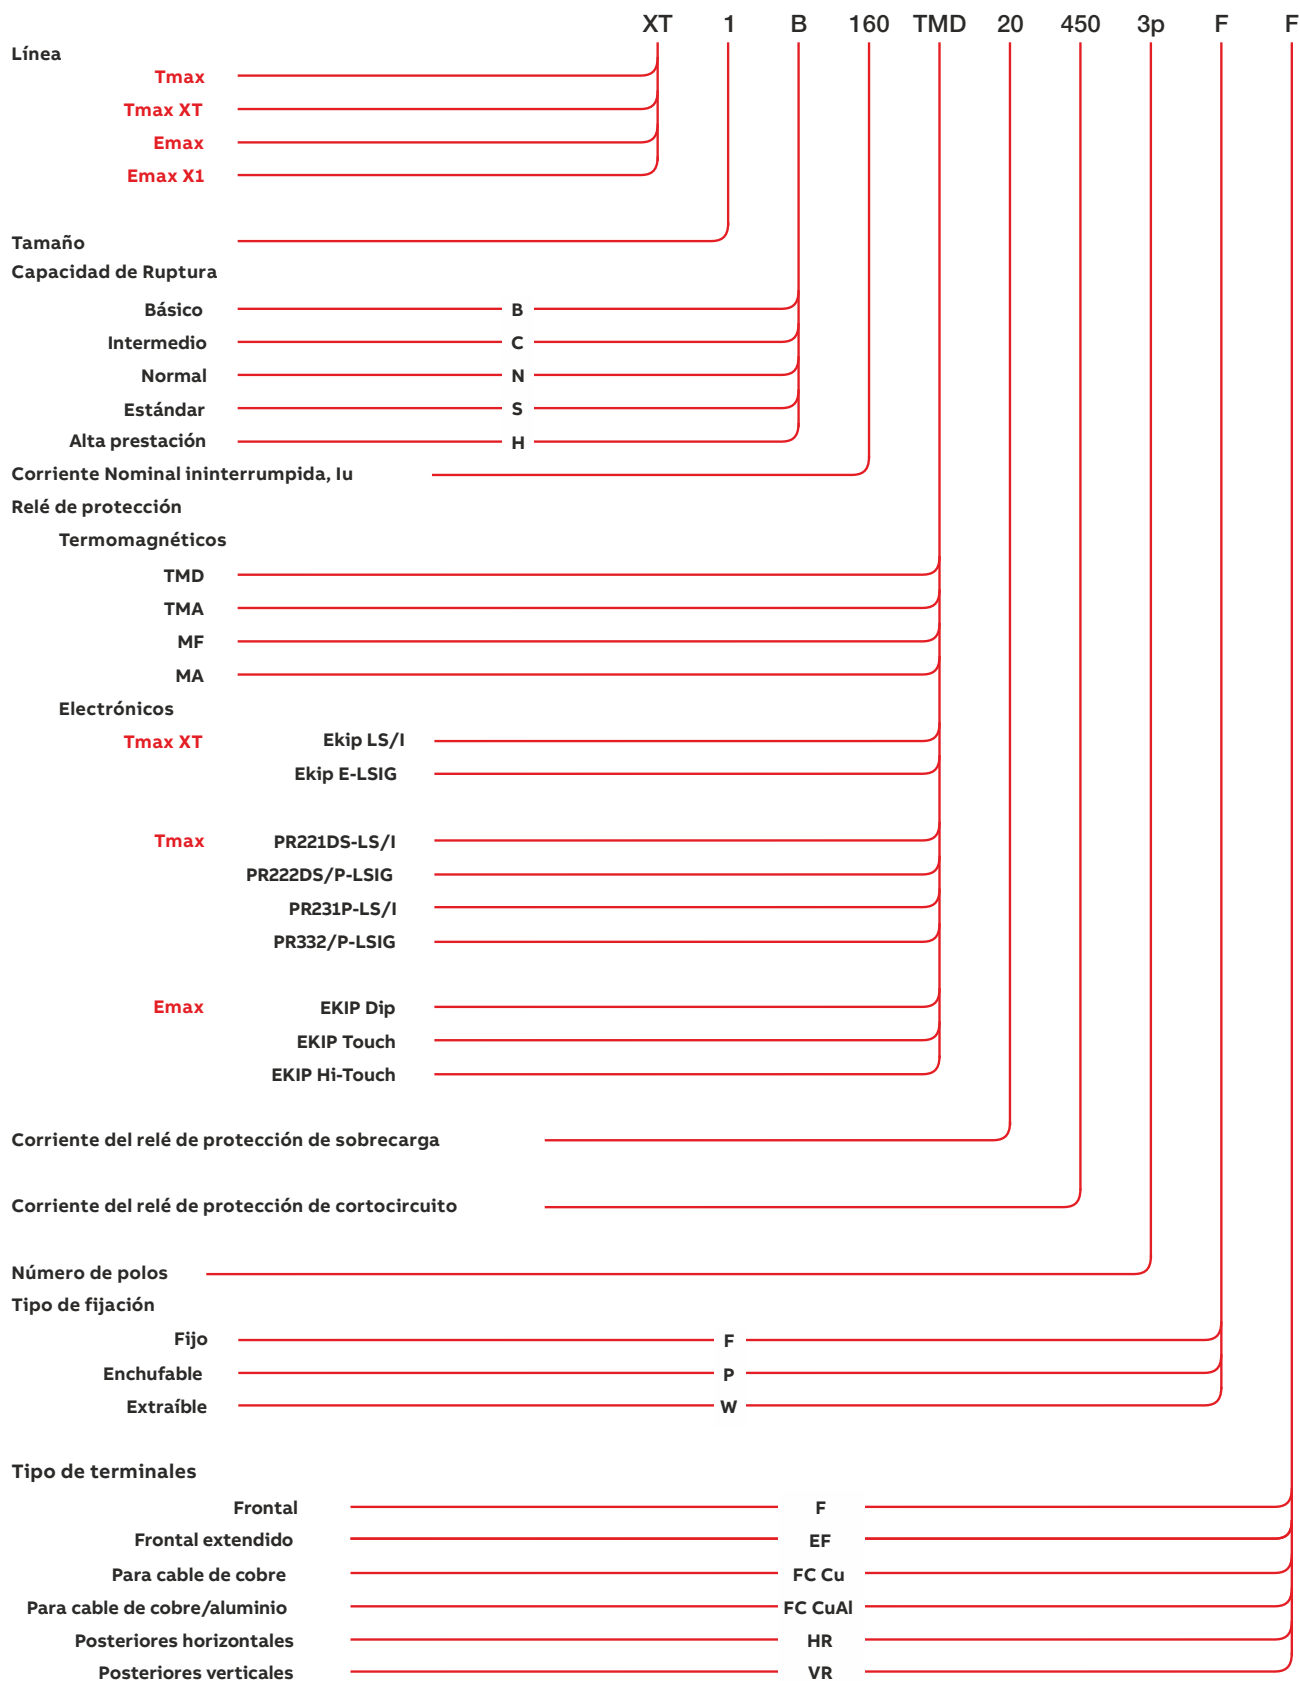 XT 1 B 160 TMD 20 450 3p F F
Línea
Tmax
Tmax XT
Emax
Emax X1
Tamaño
Capacidad de Ruptura
Básico B
Intermedio C
Normal N
Estándar S
Alta prestación H
Corriente Nominal ininterrumpida, Iu
Relé de protección
Termomagnéticos
TMD
TMA
MF
MA
Electrónicos
Tmax XT Ekip LS/I
Ekip E-LSIG
Tmax PR221DS-LS/I
PR222DS/P-LSIG
PR231P-LS/I
PR332/P-LSIG
Emax EKIP Dip
EKIP Touch
EKIP Hi-Touch
Corriente del relé de protección de sobrecarga
Corriente del relé de protección de cortocircuito
Número de polos
Tipo de fijación
Fijo F
Enchufable P
Extraíble W
Tipo de terminales
Frontal F
Frontal extendido EF
Para cable de cobre FC Cu
Para cable de cobre/aluminio FC CuAl
Posteriores horizontales HR
Posteriores verticales VR